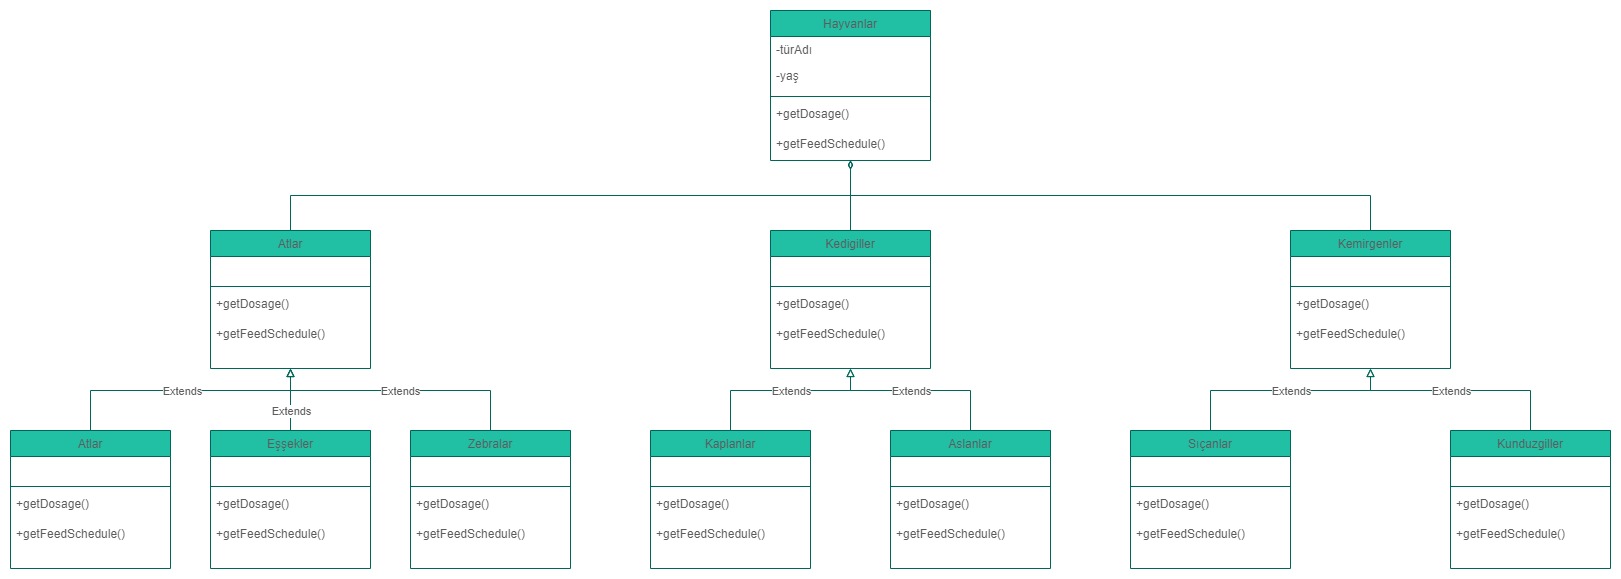 Hayvanlar
-türAdı
-yaş
+getDosage()
+getFeedSchedule()
Atlar
+getDosage()
+getFeedSchedule()
Kedigiller
+getDosage()
+getFeedSchedule()
Kemirgenler
+getDosage()
+getFeedSchedule()
Extends
Extends
Extends
Extends
Extends
Extends
Extends
Atlar
+getDosage()
+getFeedSchedule()
Eşşekler
+getDosage()
+getFeedSchedule()
Zebralar
+getDosage()
+getFeedSchedule()
Kaplanlar
+getDosage()
+getFeedSchedule()
Aslanlar
+getDosage()
+getFeedSchedule()
Sıçanlar
+getDosage()
+getFeedSchedule()
Kunduzgiller
+getDosage()
+getFeedSchedule()